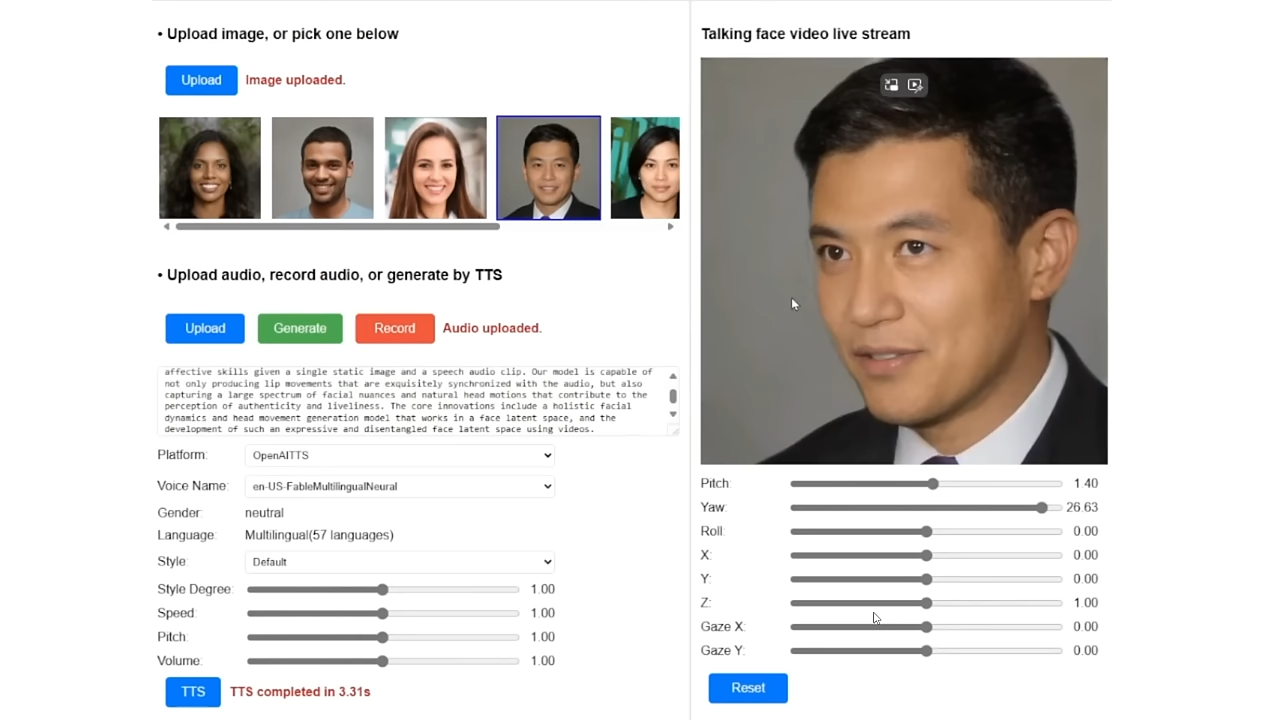 • Upload image, or pick one below
Upload
Image uploaded.
• Upload audio, record audio, or generate by TTS
Upload
Generate
Record
Audio uploaded.
affective skills given a single static image and a speech audio clip. Our model is capable of
not only producing lip movements that are exquisitely synchronized with the audio, but also
capturing a large spectrum of facial nuances and natural head motions that contribute to the
perception of authenticity and liveliness. The core innovations include a holistic facial
dynamics and head movement generation model that works in a face latent space, and the
development of such an expressive and disentangled face latent space using videos.
Platform: OpenAITTS
Voice Name: en-US-FableMultilingualNeural
Gender: neutral
Language: Multilingual(57 languages)
Style: Default
Style Degree: 1.00
Speed: 1.00
Pitch: 1.00
Volume: 1.00
TTS
TTS completed in 3.31s
Talking face video live stream
Pitch: 1.40
Yaw: 26.63
Roll: 0.00
X: 0.00
Y: 0.00
Z: 1.00
Gaze X: 0.00
Gaze Y: 0.00
Reset